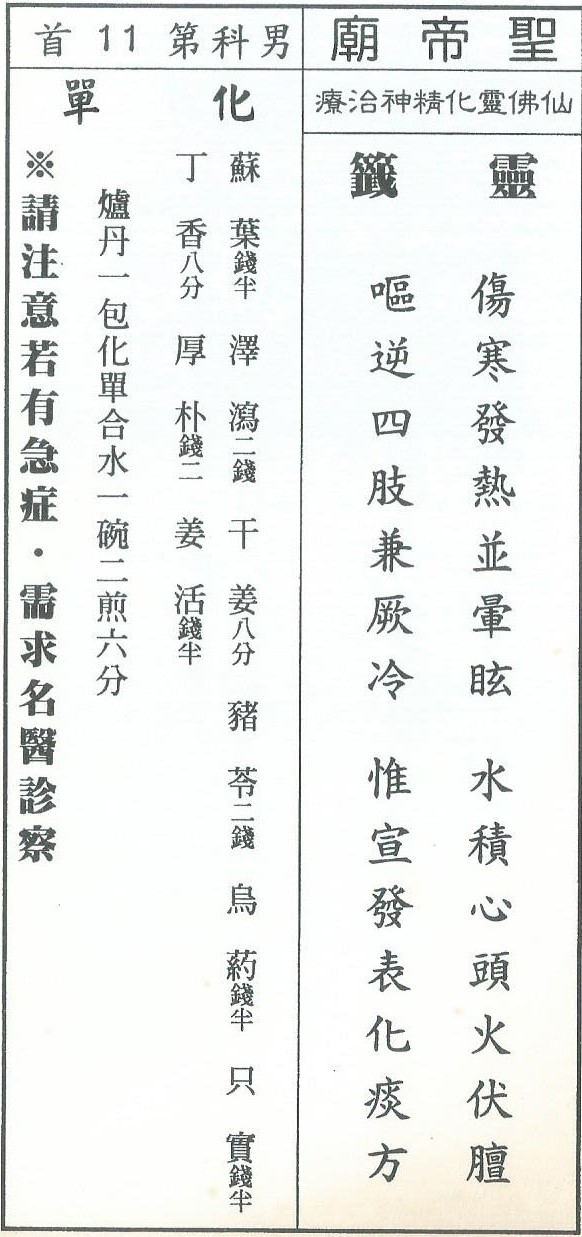 聖帝廟
男科第11首
仙佛靈化精神治療
靈籤
傷寒發熱並暈眩 水積心頭火伏膻
嘔逆四肢兼厥冷 惟宣發表化痰方
化單
蘇葉錢半 澤瀉二錢 干姜八分 豬苓二錢 烏葯錢半 只實錢半
丁香八分 厚朴錢二 姜活錢半
爐丹一包化單合水一碗二煎六分
※請注意若有急症・需求名醫診察